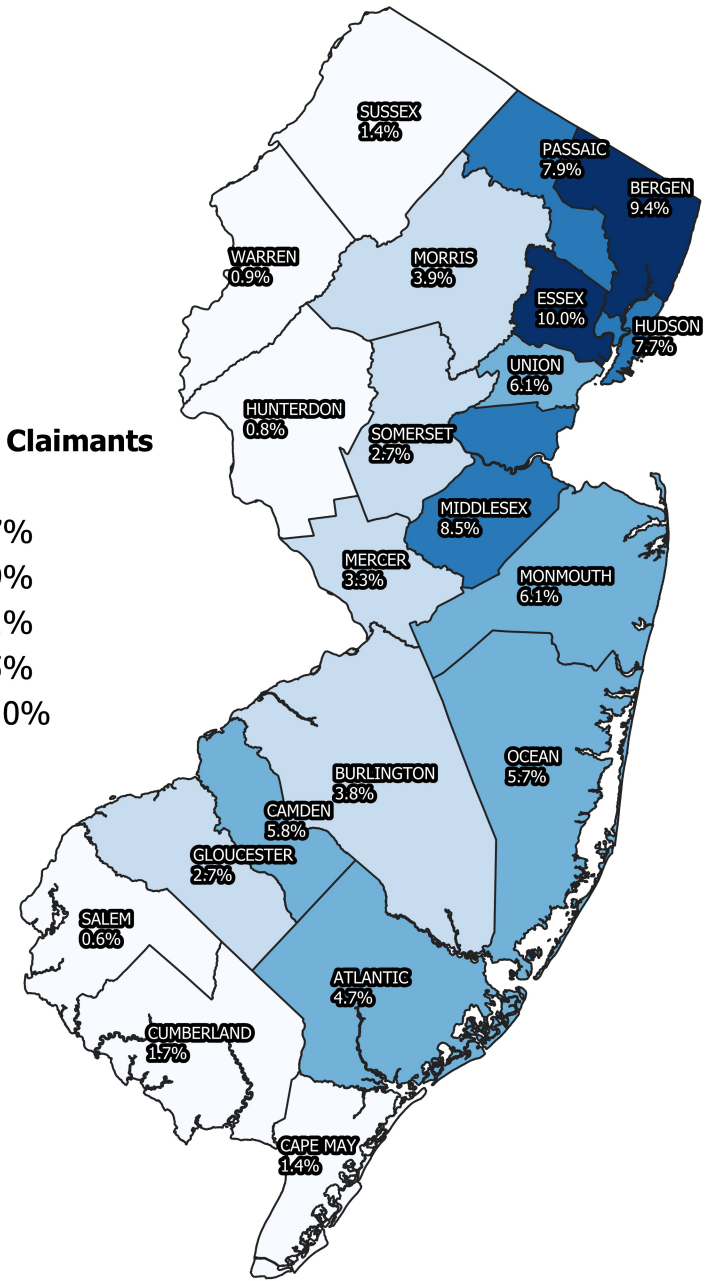 SUSSEX
1.4%
PASSAIC
7.9%
BERGEN
9.4%
WARREN
0.9%
MORRIS
3.9%
ESSEX
10.0%
HUDSON
7.7%
UNION
6.1%
HUNTERDON
0.8%
SOMERSET
2.7%
Claimants
MIDDLESEX
8.5%
%
%
%
%
0%
MERCER
3.3%
MONMOUTH
6.1%
OCEAN
5.7%
BURLINGTON
3.8%
CAMDEN
5.8%
GLOUCESTER
2.7%
SALEM
0.6%
ATLANTIC
4.7%
CUMBERLAND
1.7%
CAPE MAY
1.4%